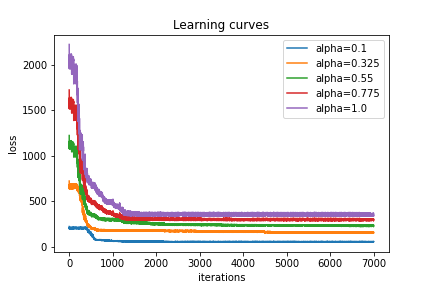 Learning curves
alpha=0.1
alpha=0.325
alpha=0.55
alpha=0.775
alpha=1.0
loss
2000
1500
1000
500
0
0 1000 2000 3000 4000 5000 6000 7000
iterations